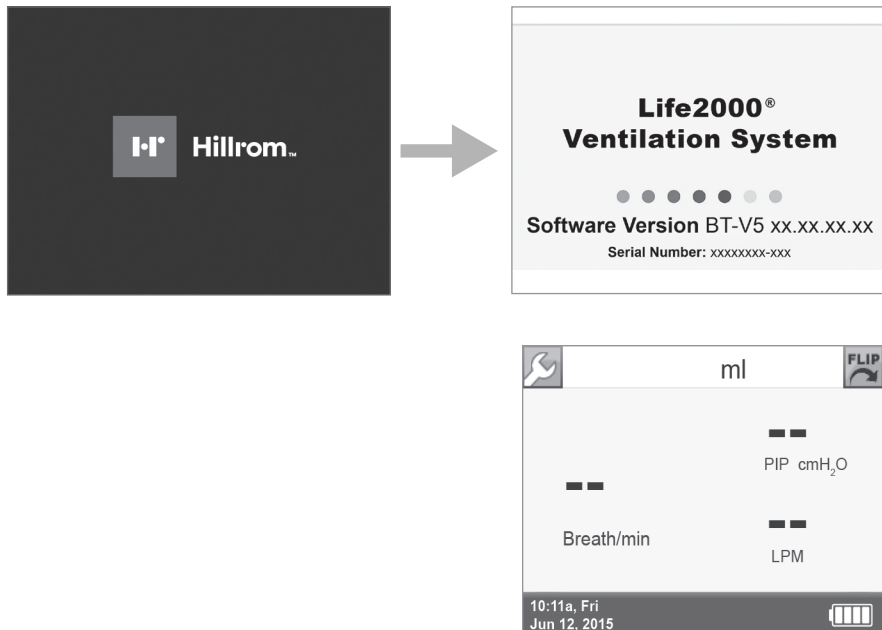 Hillrom™
Life2000®
Ventilation System
Software Version BT-V5 xx.xx.xx.xx
Serial Number: xxxxxxxx-xxx
ml
FLIP
--
PIP cmH₂O
--
Breath/min
--
LPM
10:11a, Fri
Jun 12, 2015